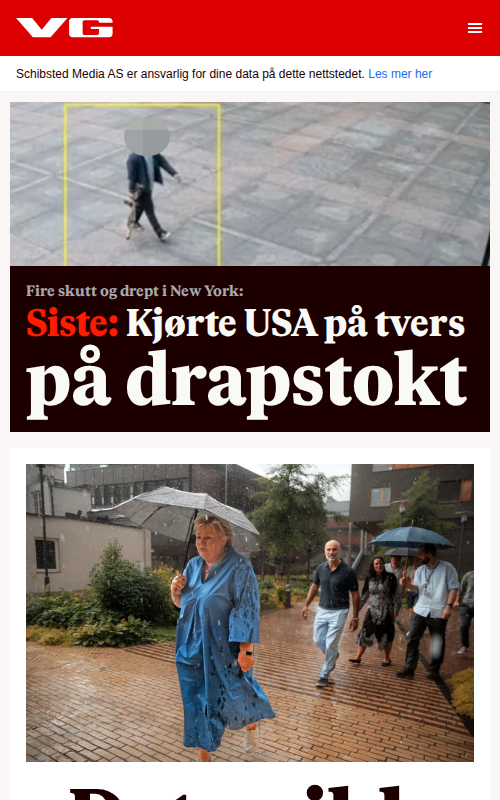 VG
Schibsted Media AS er ansvarlig for dine data på dette nettstedet. Les mer her
Fire skutt og drept i New York:
Siste: Kjørte USA på tvers
på drapstokt